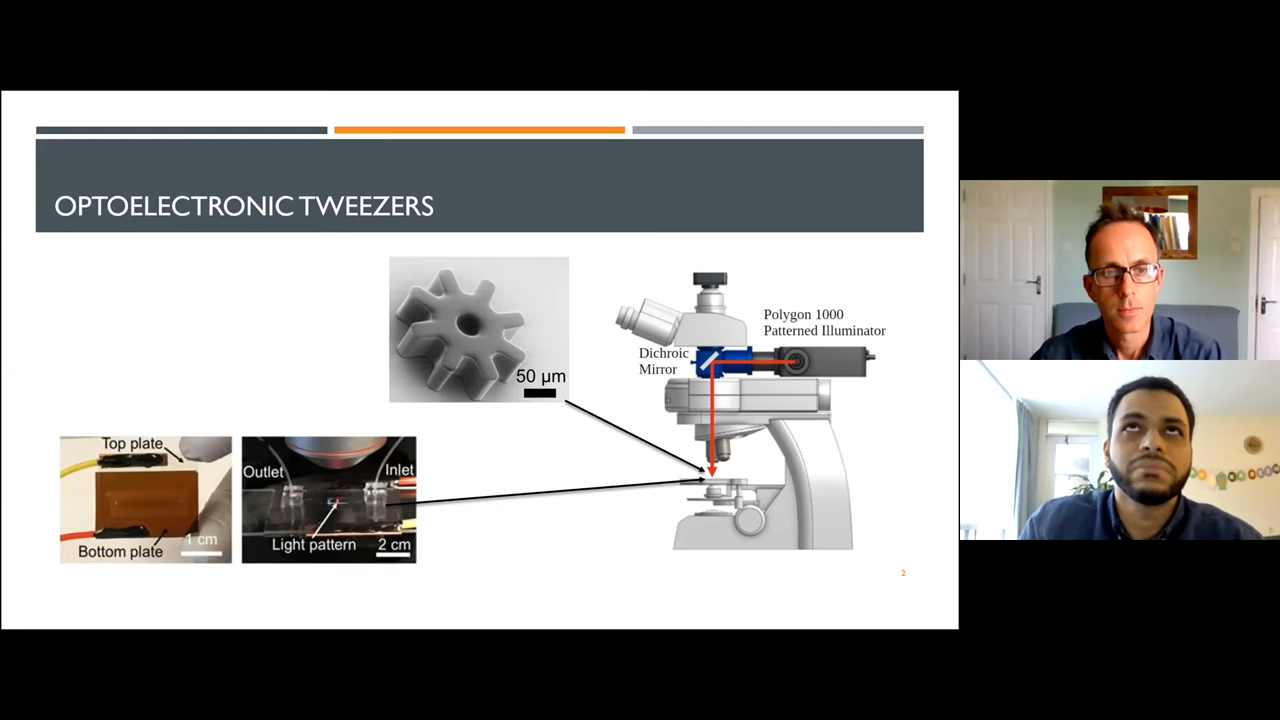 OPTOELECTRONIC TWEEZERS
50 µm
Polygon 1000
Patterned Illuminator
Dichroic
Mirror
Top plate
Bottom plate
1 cm
Outlet
Inlet
Light pattern
2 cm
2